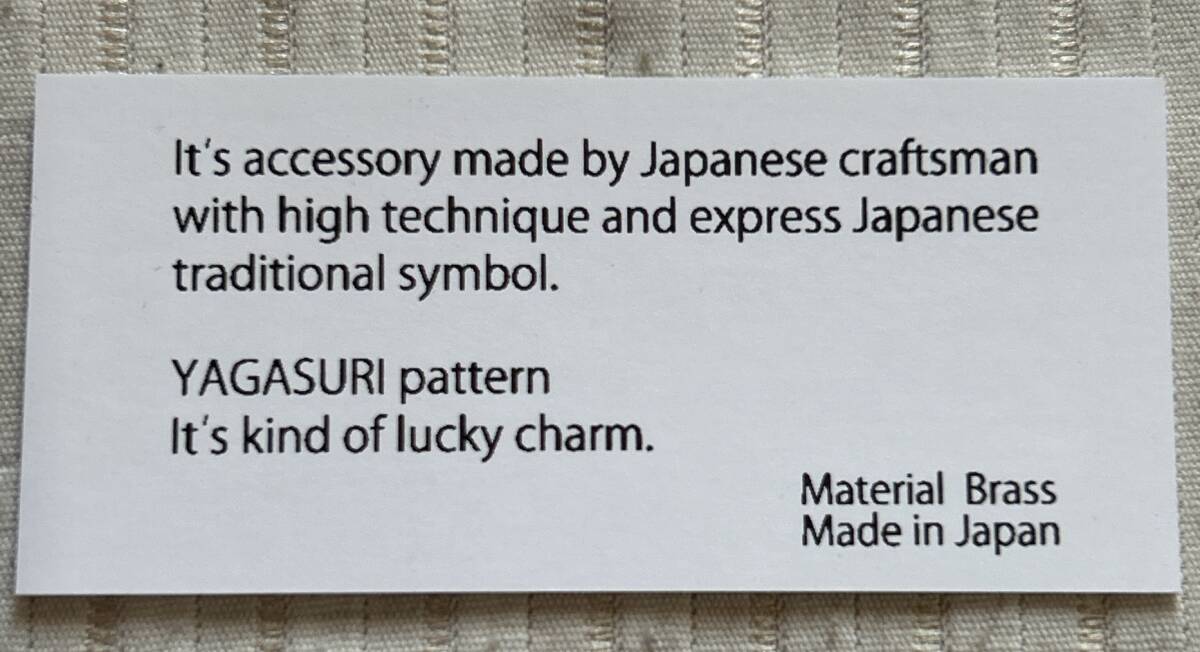 It's accessory made by Japanese craftsman
with high technique and express Japanese
traditional symbol.
YAGASURI pattern
It's kind of lucky charm.
Material Brass
Made in Japan